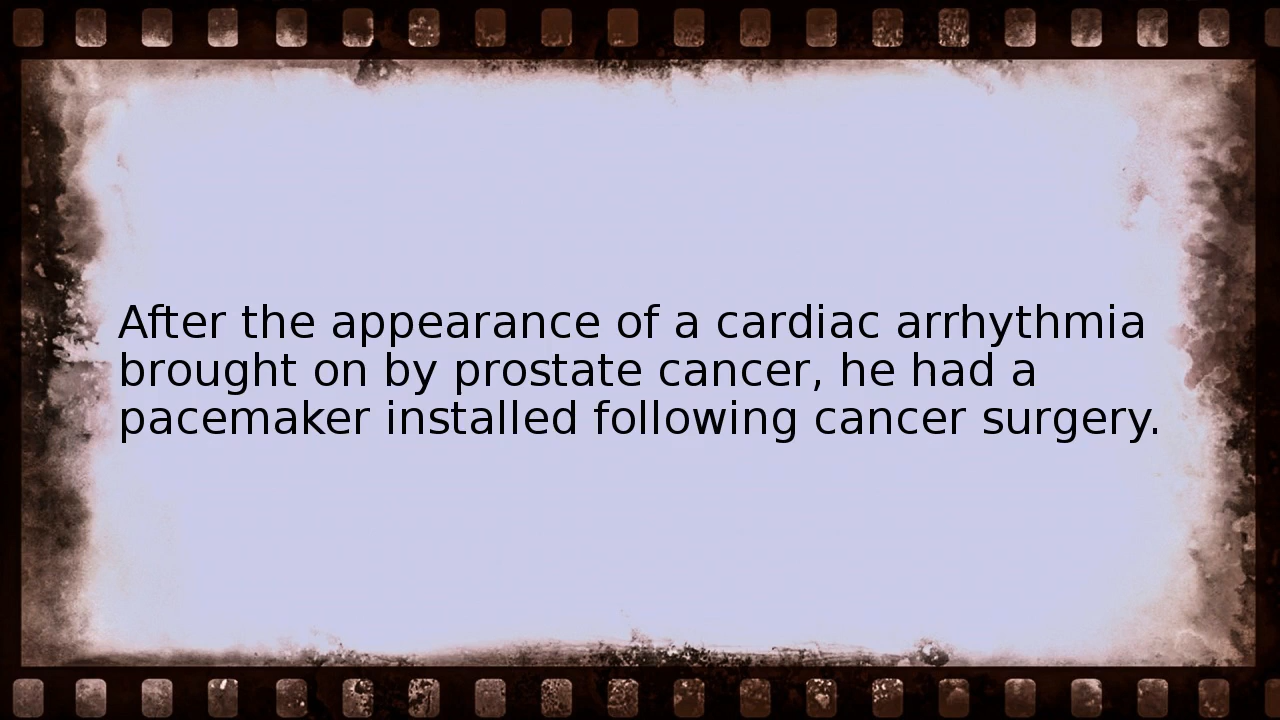 After the appearance of a cardiac arrhythmia
brought on by prostate cancer, he had a
pacemaker installed following cancer surgery.